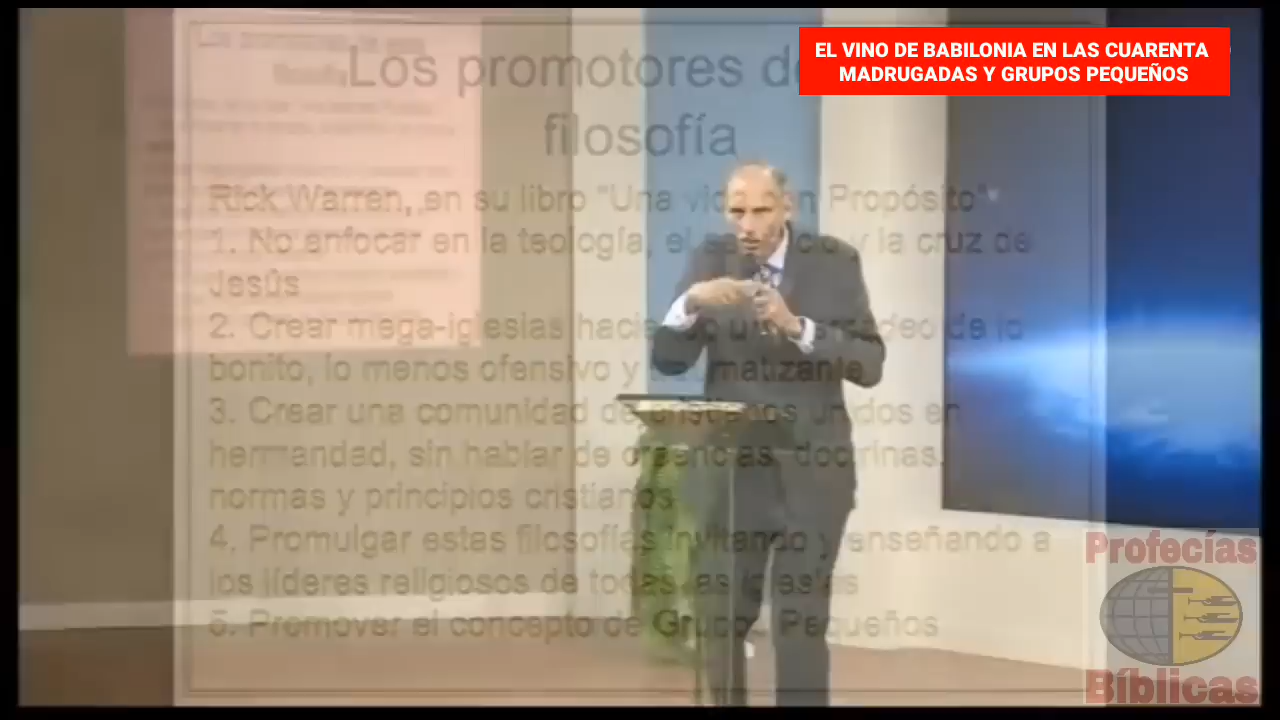 EL VINO DE BABILONIA EN LAS CUARENTA
MADRUGADAS Y GRUPOS PEQUEÑOS
Los promotores de
filosofía
Rick Warren, en su libro "Una vida con Propósito"
1. No enfocar en la teología, el sacrificio y la cruz de
Jesús
2. Crear mega-iglesias haciendo un mercadeo de lo
bonito, lo menos ofensivo y traumatizante
3. Crear una comunidad de cristianos unidos en
hermandad, sin hablar de creencias, doctrinas,
normas y principios cristianos
4. Promulgar estas filosofías invitando y enseñando a
los líderes religiosos de todas las iglesias
5. Promover el concepto de Grupos Pequeños
Profecías
Bíblicas